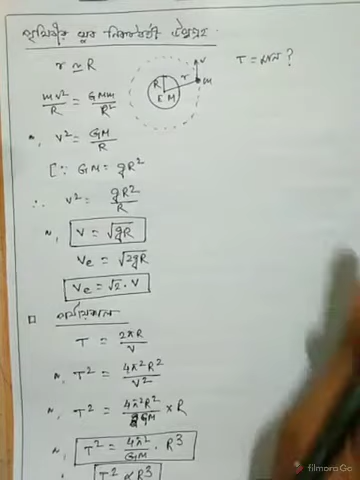 পৃথিবীর খুব নিকটবর্তী উপগ্রহ
r ≃ R
T = মান ?
R r v m
E M
mv²/R = GMm/R²
বা, v² = GM/R
[∵ GM = gR²
∴ v² = gR²/R
বা, v = √gR
Ve = √2gR
Ve = √2 · v
□ পর্যায়কাল
T = 2πR/v
বা, T² = 4π²R²/v²
বা, T² = 4π²R²/GM × R
বা, T² = 4π²/GM · R³
T² ∝ R³
filmora Go